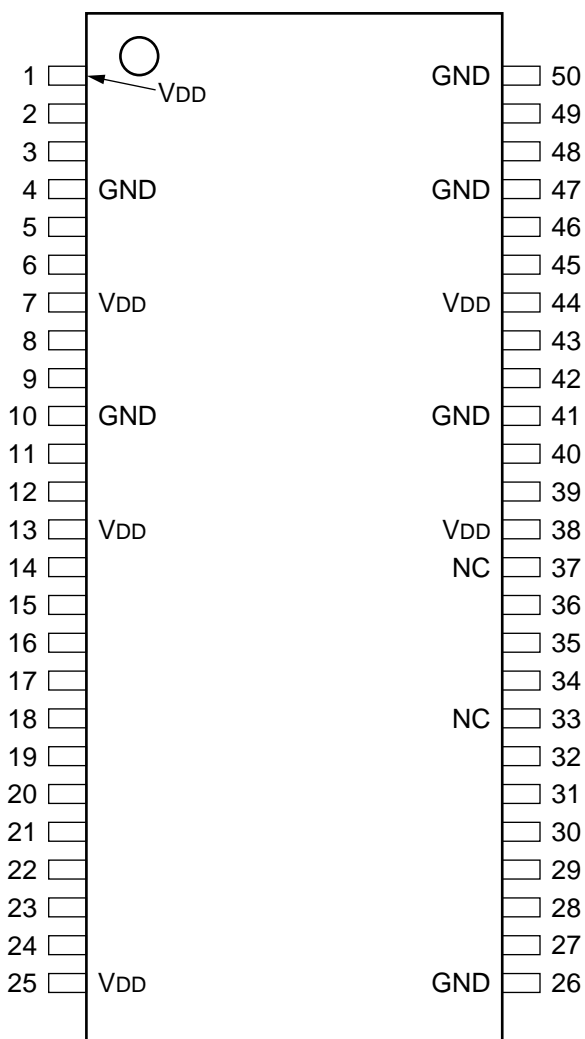 1 GND 50
VDD
2 49
3 48
4 GND GND 47
5 46
6 45
7 VDD VDD 44
8 43
9 42
10 GND GND 41
11 40
12 39
13 VDD VDD 38
14 NC 37
15 36
16 35
17 34
18 NC 33
19 32
20 31
21 30
22 29
23 28
24 27
25 VDD GND 26